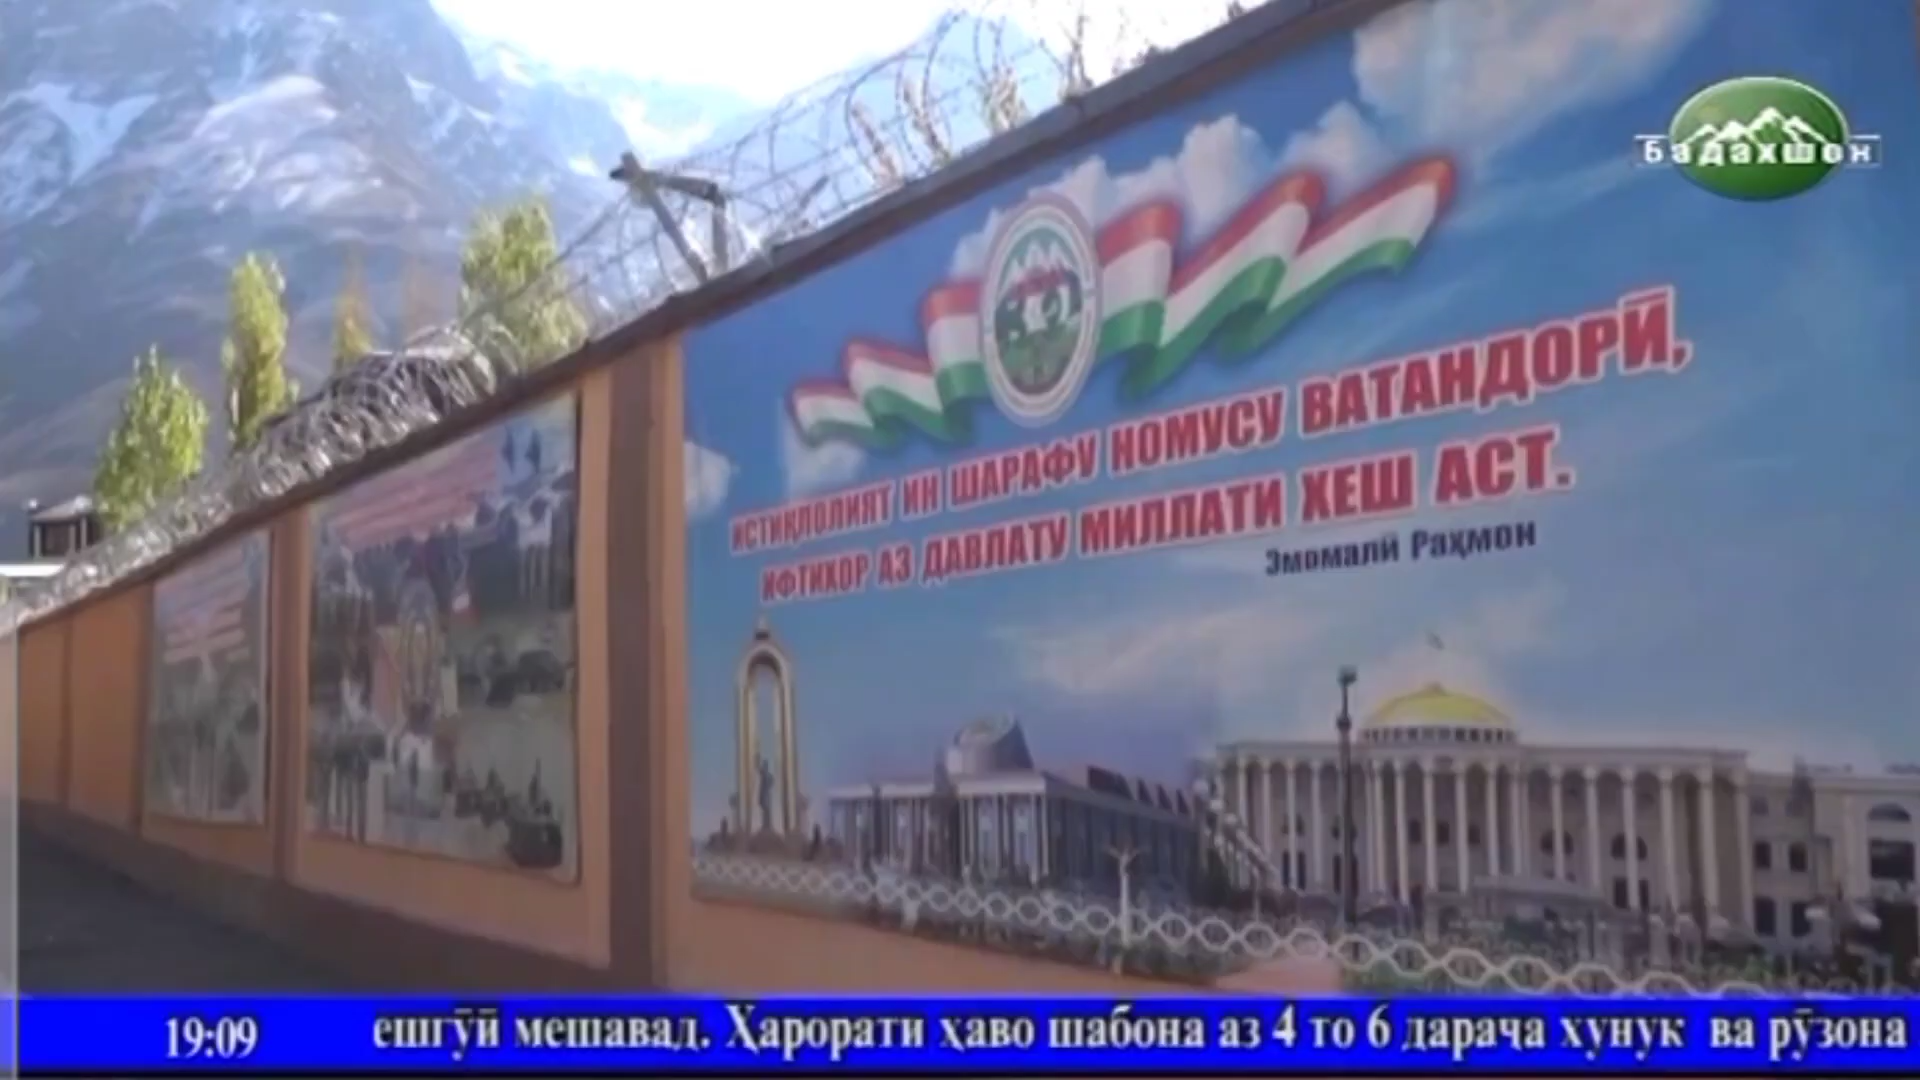 Бадахшон
ИСТИҚЛОЛИЯТ ИН ШАРАФУ НОМУСУ ВАТАНДОРӢ,
ИФТИХОР АЗ ДАВЛАТУ МИЛЛАТИ ХЕШ АСТ.
Эмомалӣ Раҳмон
19:09 ешгӯӣ мешавад. Ҳарорати ҳаво шабона аз 4 то 6 дараҷа хунук ва рӯзона